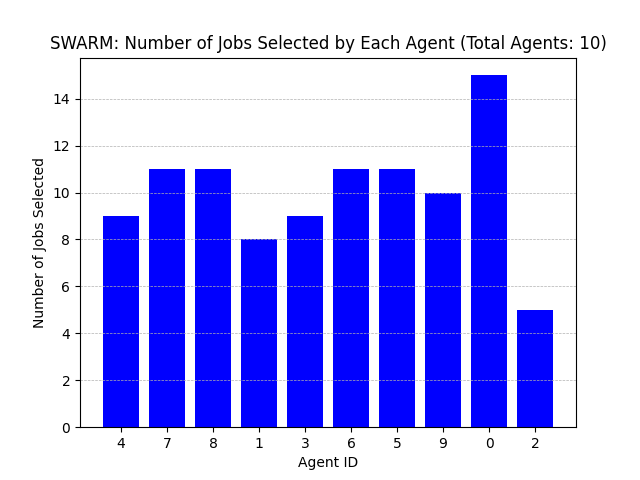 SWARM: Number of Jobs Selected by Each Agent (Total Agents: 10)
14
12
10
8
6
4
2
0
Number of Jobs Selected
4 7 8 1 3 6 5 9 0 2
Agent ID